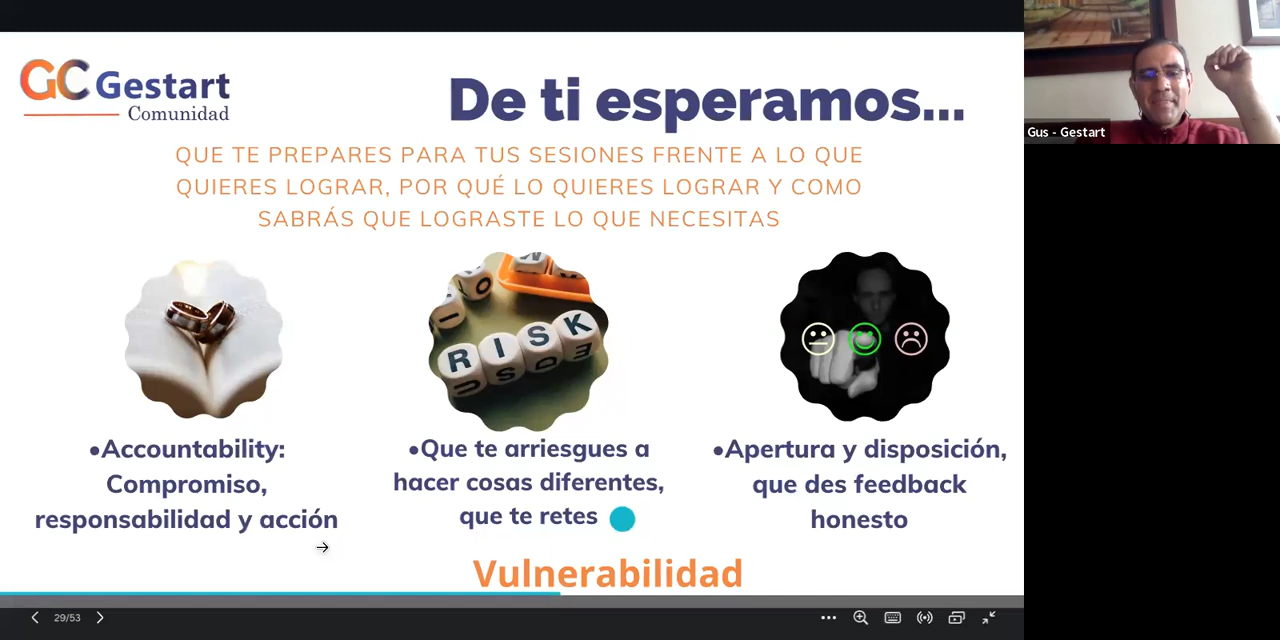 GC Gestart
Comunidad
De ti esperamos...
QUE TE PREPARES PARA TUS SESIONES FRENTE A LO QUE
QUIERES LOGRAR, POR QUÉ LO QUIERES LOGRAR Y COMO
SABRÁS QUE LOGRASTE LO QUE NECESITAS
RISK
•Accountability:
Compromiso,
responsabilidad y acción
•Que te arriesgues a
hacer cosas diferentes,
que te retes
•Apertura y disposición,
que des feedback
honesto
Vulnerabilidad
29/53
Gus - Gestart